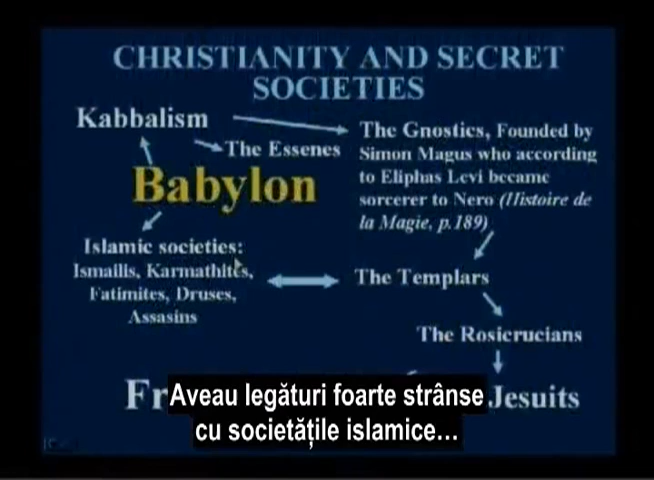 CHRISTIANITY AND SECRET
SOCIETIES
Kabbalism
The Essenes
The Gnostics, Founded by
Simon Magus who according
to Eliphas Levi became
sorcerer to Nero (Histoire de
la Magie, p.189)
Babylon
Islamic societies:
Ismailis, Karmathites,
Fatimites, Druses,
Assasins
The Templars
The Rosicrucians
Jesuits
Aveau legături foarte strânse
cu societățile islamice...